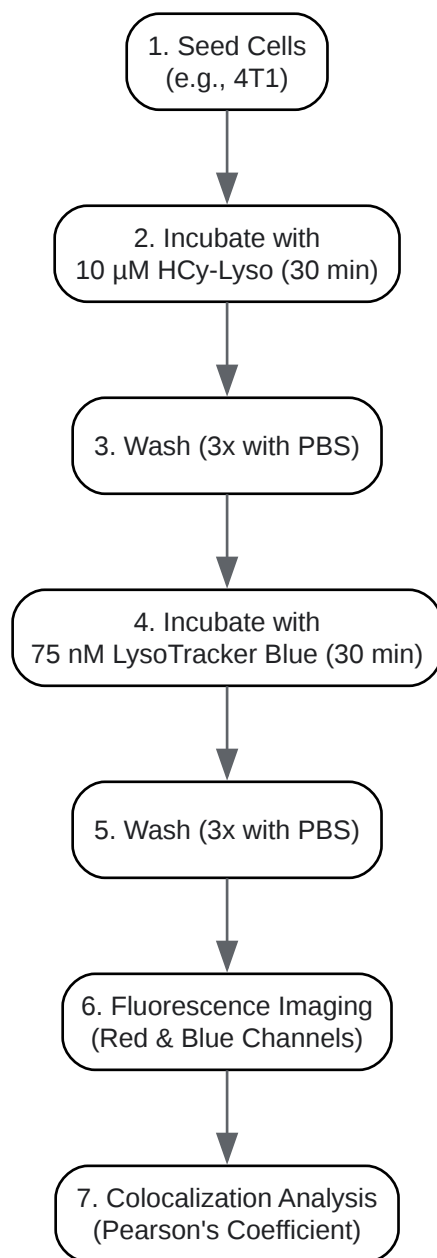 1. Seed Cells
(e.g., 4T1)
2. Incubate with
10 µM HCy-Lyso (30 min)
3. Wash (3x with PBS)
4. Incubate with
75 nM LysoTracker Blue (30 min)
5. Wash (3x with PBS)
6. Fluorescence Imaging
(Red & Blue Channels)
7. Colocalization Analysis
(Pearson's Coefficient)